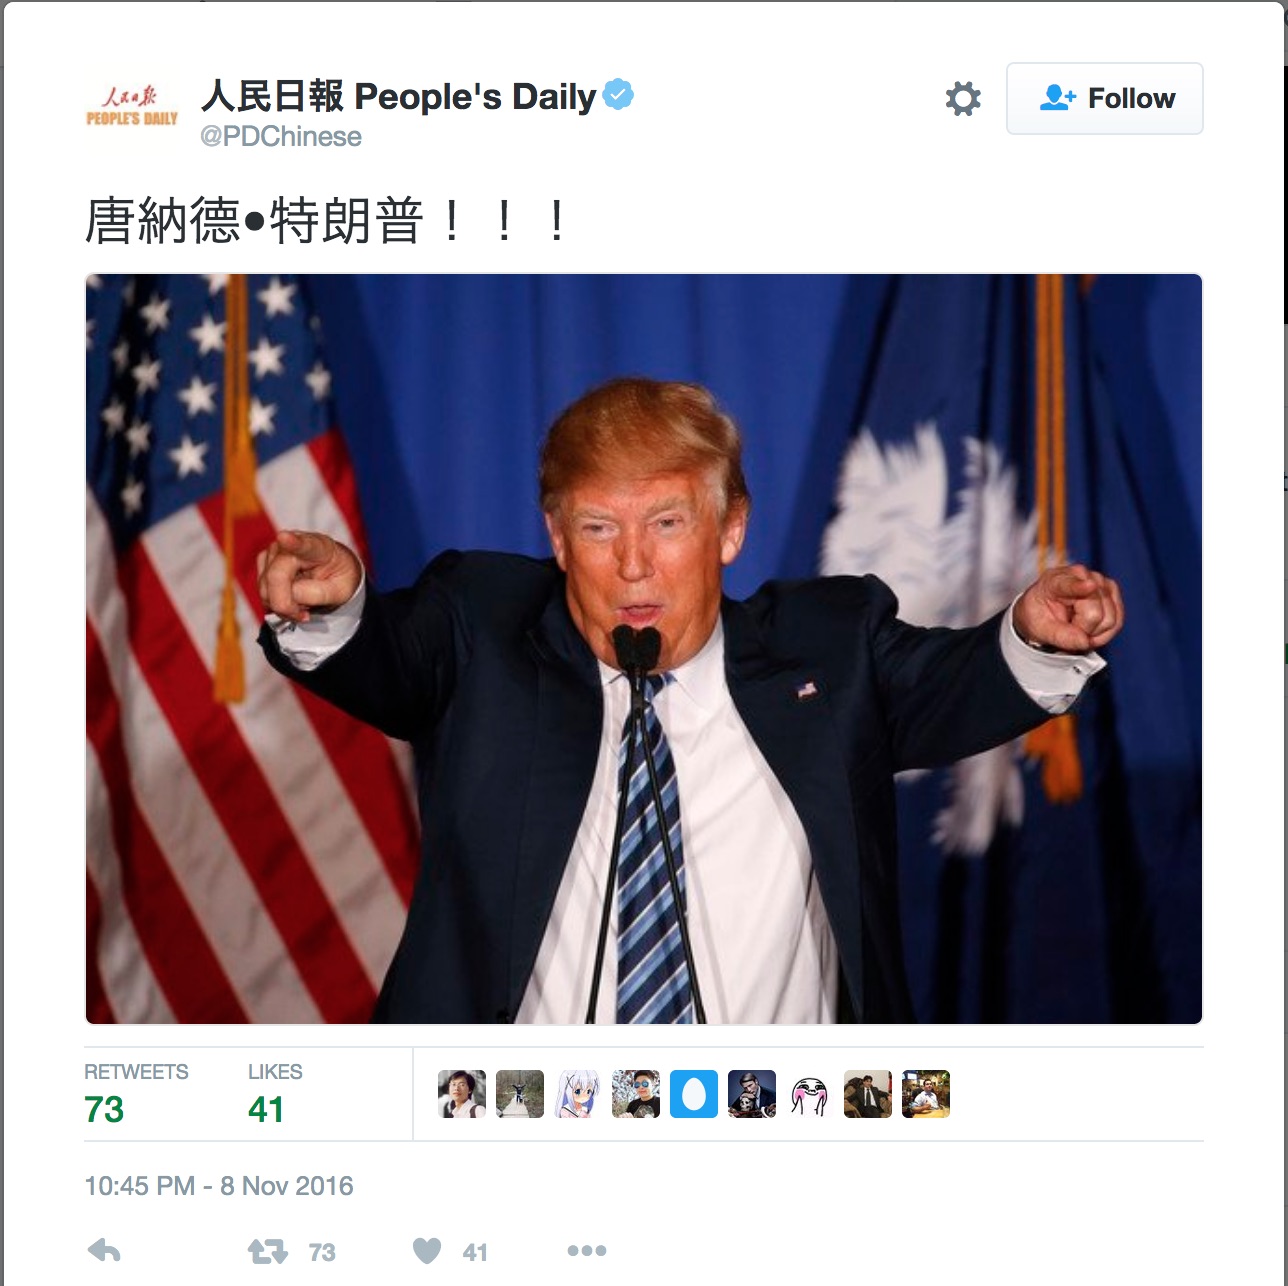 人民日报
PEOPLE'S DAILY
人民日報 People's Daily
@PDChinese
Follow
唐納德•特朗普！！！
RETWEETS
LIKES
73
41
10:45 PM - 8 Nov 2016
73
41